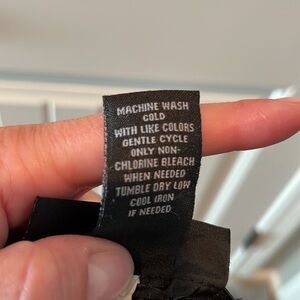 MACHINE WASH
COLD
WITH LIKE COLORS
GENTLE CYCLE
ONLY NON-
CHLORINE BLEACH
WHEN NEEDED
TUMBLE DRY LOW
COOL IRON
IF NEEDED